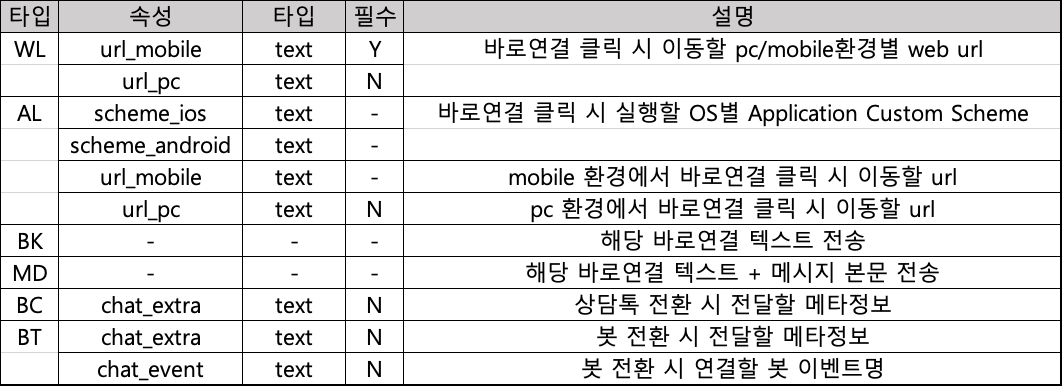 타입 속성 타입 필수 설명
WL url_mobile text Y 바로연결 클릭 시 이동할 pc/mobile환경별 web url
url_pc text N
AL scheme_ios text - 바로연결 클릭 시 실행할 OS별 Application Custom Scheme
scheme_android text -
url_mobile text - mobile 환경에서 바로연결 클릭 시 이동할 url
url_pc text N pc 환경에서 바로연결 클릭 시 이동할 url
BK - - - 해당 바로연결 텍스트 전송
MD - - - 해당 바로연결 텍스트 + 메시지 본문 전송
BC chat_extra text N 상담톡 전환 시 전달할 메타정보
BT chat_extra text N 봇 전환 시 전달할 메타정보
chat_event text N 봇 전환 시 연결할 봇 이벤트명